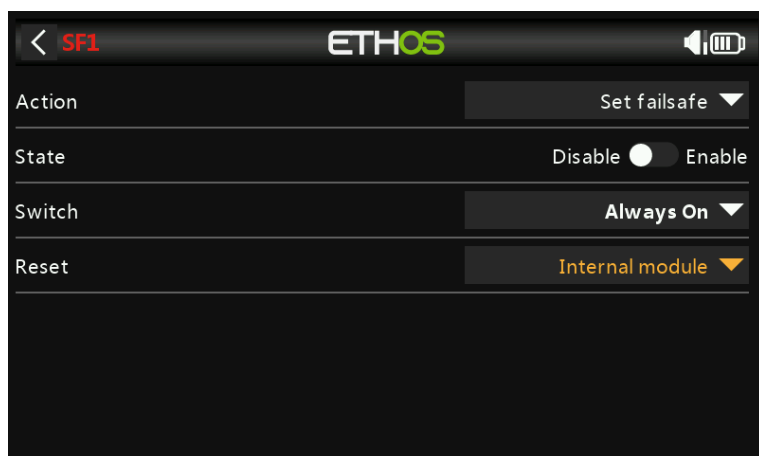 SF1 ETHOS
Action Set failsafe
State Disable Enable
Switch Always On
Reset Internal module